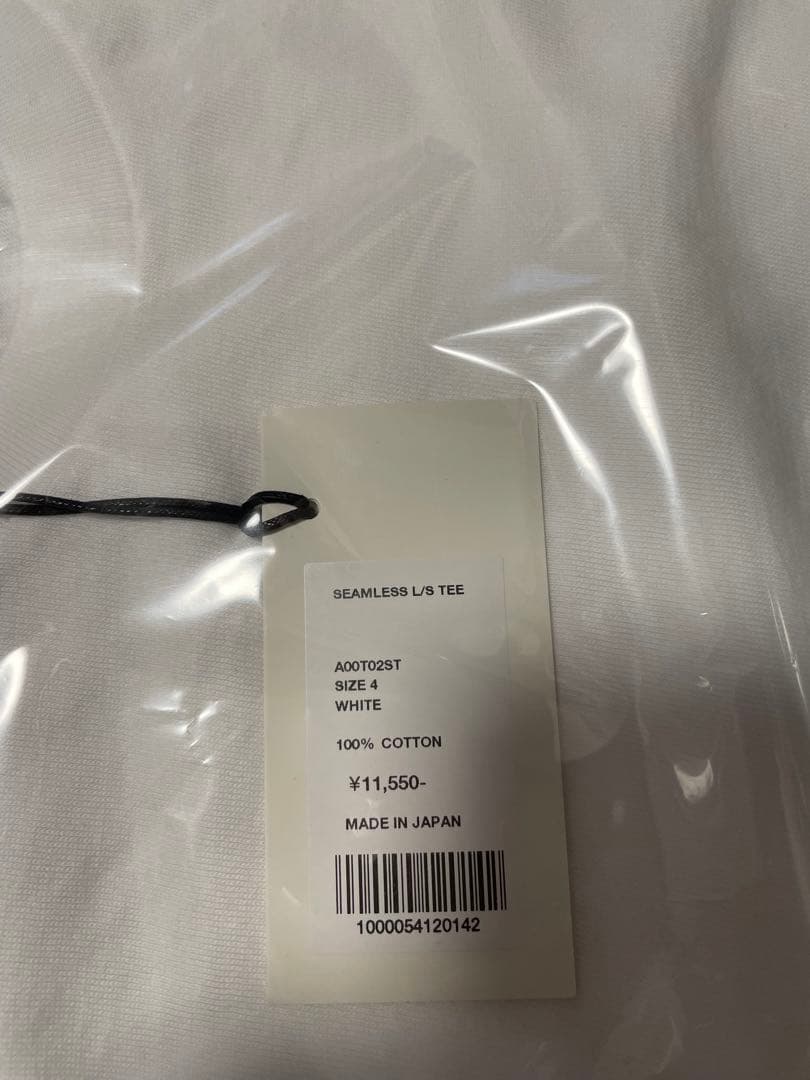 SEAMLESS L/S TEE
A00T02ST
SIZE 4
WHITE
100% COTTON
¥11,550-
MADE IN JAPAN
1000054120142